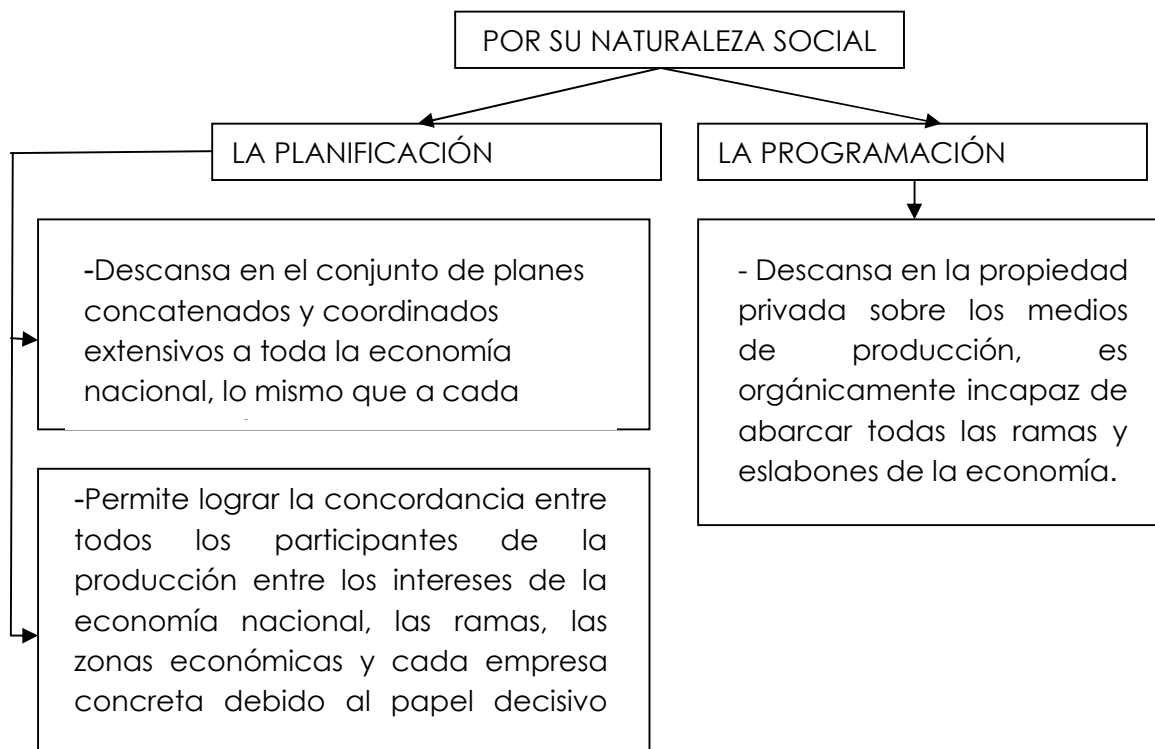 POR SU NATURALEZA SOCIAL
LA PLANIFICACIÓN
LA PROGRAMACIÓN
-Descansa en el conjunto de planes
concatenados y coordinados
extensivos a toda la economía
nacional, lo mismo que a cada
- Descansa en la propiedad
privada sobre los medios
de producción, es
orgánicamente incapaz de
abarcar todas las ramas y
eslabones de la economía.
-Permite lograr la concordancia entre
todos los participantes de la
producción entre los intereses de la
economía nacional, las ramas, las
zonas económicas y cada empresa
concreta debido al papel decisivo